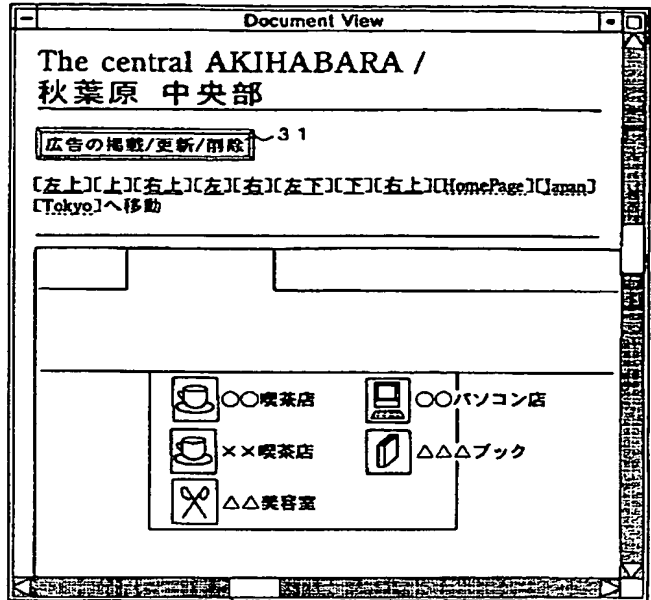 Document View
The central AKIHABARA /
秋葉原 中央部
広告の掲載/更新/削除
31
[左上][上][右上][左][右][左下][下][右上][HomePage][Japan]
[Tokyo]へ移動
○○喫茶店 ○○パソコン店
××喫茶店 △△△ブック
△△美容室